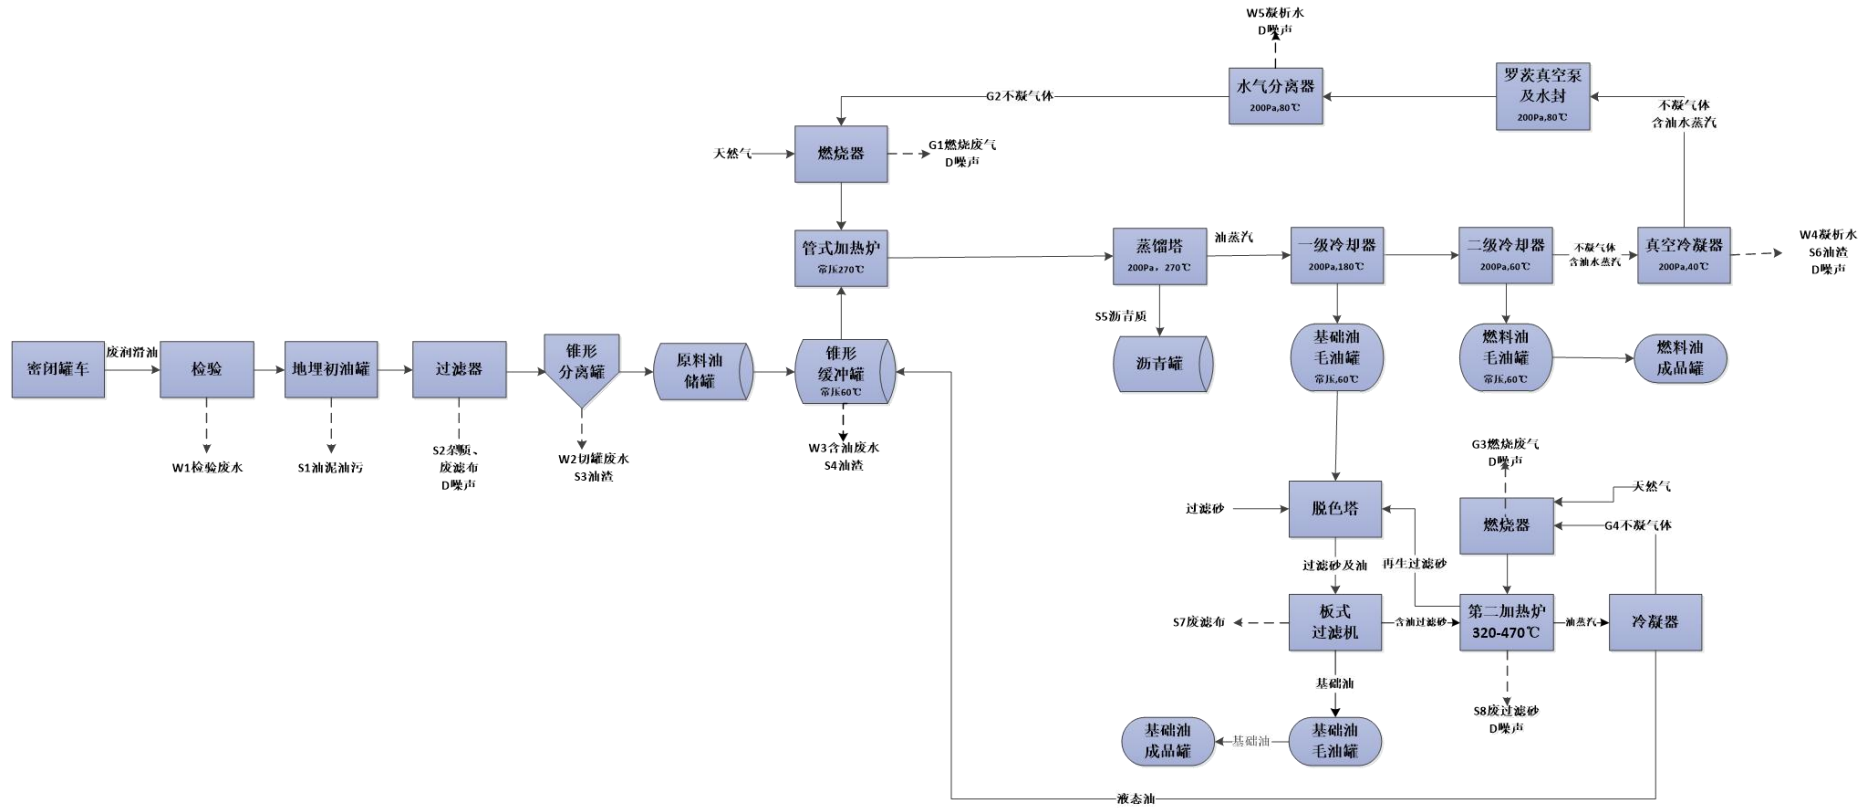 W5凝析水
D噪声
水气分离器
200Pa,80℃
罗茨真空泵
及水封
200Pa,80℃
G2不凝气体
不凝气体
含油水蒸汽
天然气
燃烧器
G1燃烧废气
D噪声
管式加热炉
常压270℃
蒸馏塔
200Pa，270℃
油蒸汽
一级冷却器
200Pa,180℃
二级冷却器
200Pa,60℃
不凝气体
含油水蒸汽
真空冷凝器
200Pa,40℃
W4凝析水
S6油渣
D噪声
S5沥青质
密闭罐车
废润滑油
检验
地埋初油罐
过滤器
锥形
分离罐
原料油
储罐
锥形
缓冲罐
常压60℃
沥青罐
基础油
毛油罐
常压,60℃
燃料油
毛油罐
常压,60℃
燃料油
成品罐
W1检验废水
S1油泥油污
S2杂质、
废滤布
D噪声
W2切罐废水
S3油渣
W3含油废水
S4油渣
G3燃烧废气
D噪声
天然气
过滤砂
脱色塔
燃烧器
G4不凝气体
过滤砂及油
再生过滤砂
S7废滤布
板式
过滤机
含油过滤砂
第二加热炉
320-470℃
油蒸汽
冷凝器
基础油
S8废过滤砂
D噪声
基础油
成品罐
基础油
基础油
毛油罐
液态油